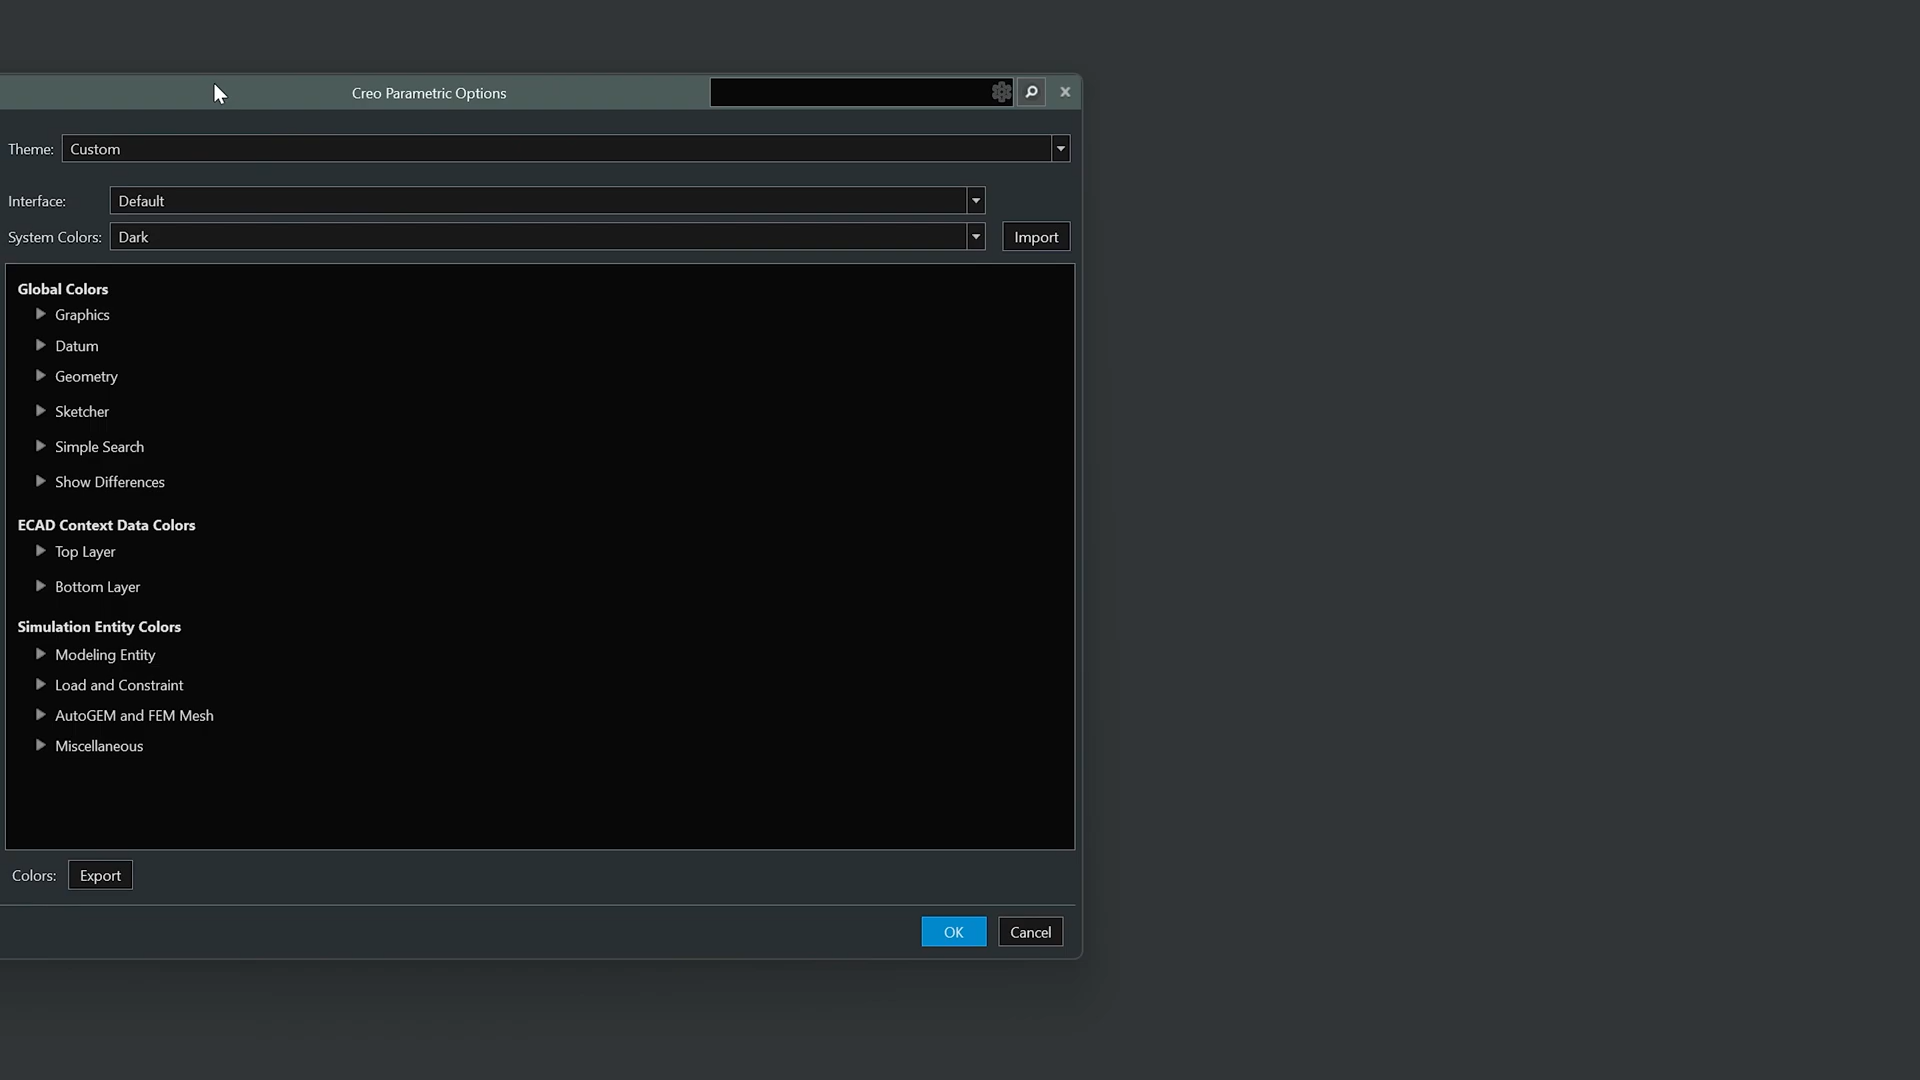 Creo Parametric Options
Theme: Custom
Interface: Default
System Colors: Dark Import
Global Colors
Graphics
Datum
Geometry
Sketcher
Simple Search
Show Differences
ECAD Context Data Colors
Top Layer
Bottom Layer
Simulation Entity Colors
Modeling Entity
Load and Constraint
AutoGEM and FEM Mesh
Miscellaneous
Colors: Export
OK Cancel